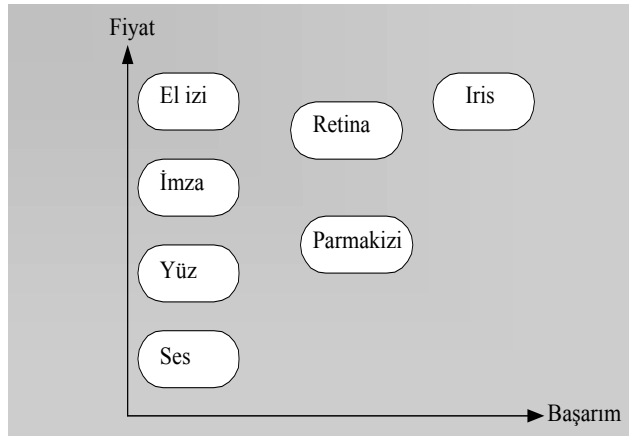 Fiyat
El izi
Iris
Retina
İmza
Parmakizi
Yüz
Ses
Başarım